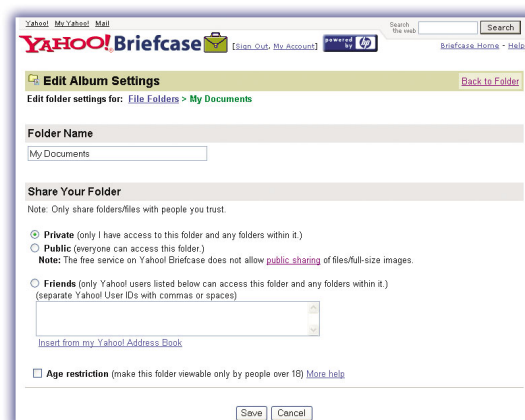 Yahoo! My Yahoo! Mail
Search the web Search
YAHOO! Briefcase [Sign Out, My Account] powered by hp
Briefcase Home - Help
Edit Album Settings Back to Folder
Edit folder settings for: File Folders > My Documents
Folder Name
My Documents
Share Your Folder
Note: Only share folders/files with people you trust.
Private (only I have access to this folder and any folders within it.)
Public (everyone can access this folder.)
Note: The free service on Yahoo! Briefcase does not allow public sharing of files/full-size images.
Friends (only Yahoo! users listed below can access this folder and any folders within it.)
(separate Yahoo! User IDs with commas or spaces)
Insert from my Yahoo! Address Book
Age restriction (make this folder viewable only by people over 18) More help
Save Cancel